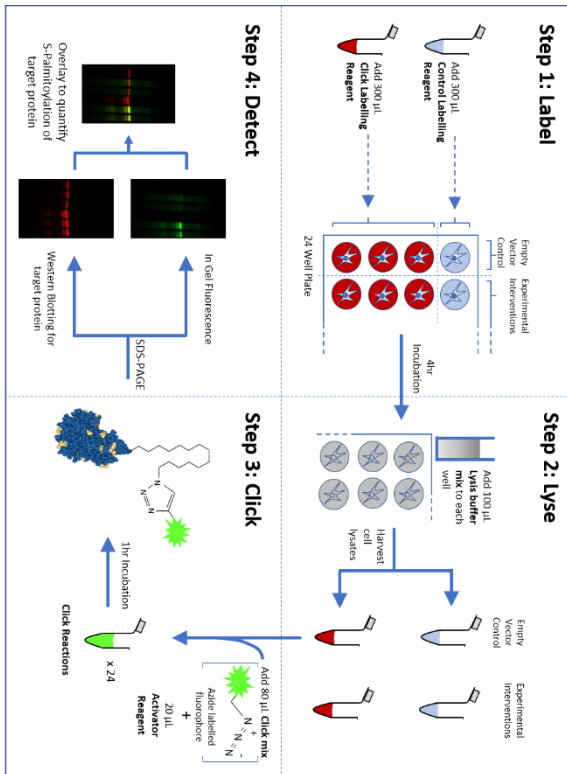 Step 1: Label
Add 300 µL
Control Labelling
Reagent
Add 300 µL
Click Labelling
Reagent
Empty
Vector
Control
Experimental
Interventions
24 Well Plate
4hr
Incubation
Step 2: Lyse
Add 100 µL
Lysis buffer
mix to each
well
Harvest
cell
lysates
Empty
Vector
Control
Experimental
Interventions
Step 3: Click
Add 80 µL Click mix
N
N
N
+
-
Azide labelled
fluorophore
+
20 µL
Activator
Reagent
x 24
Click Reactions
1hr Incubation
N
N
N
Step 4: Detect
SDS-PAGE
In Gel Fluorescence
Western Blotting for
target protein
Overlay to quantify
S-Palmitoylation of
target protein